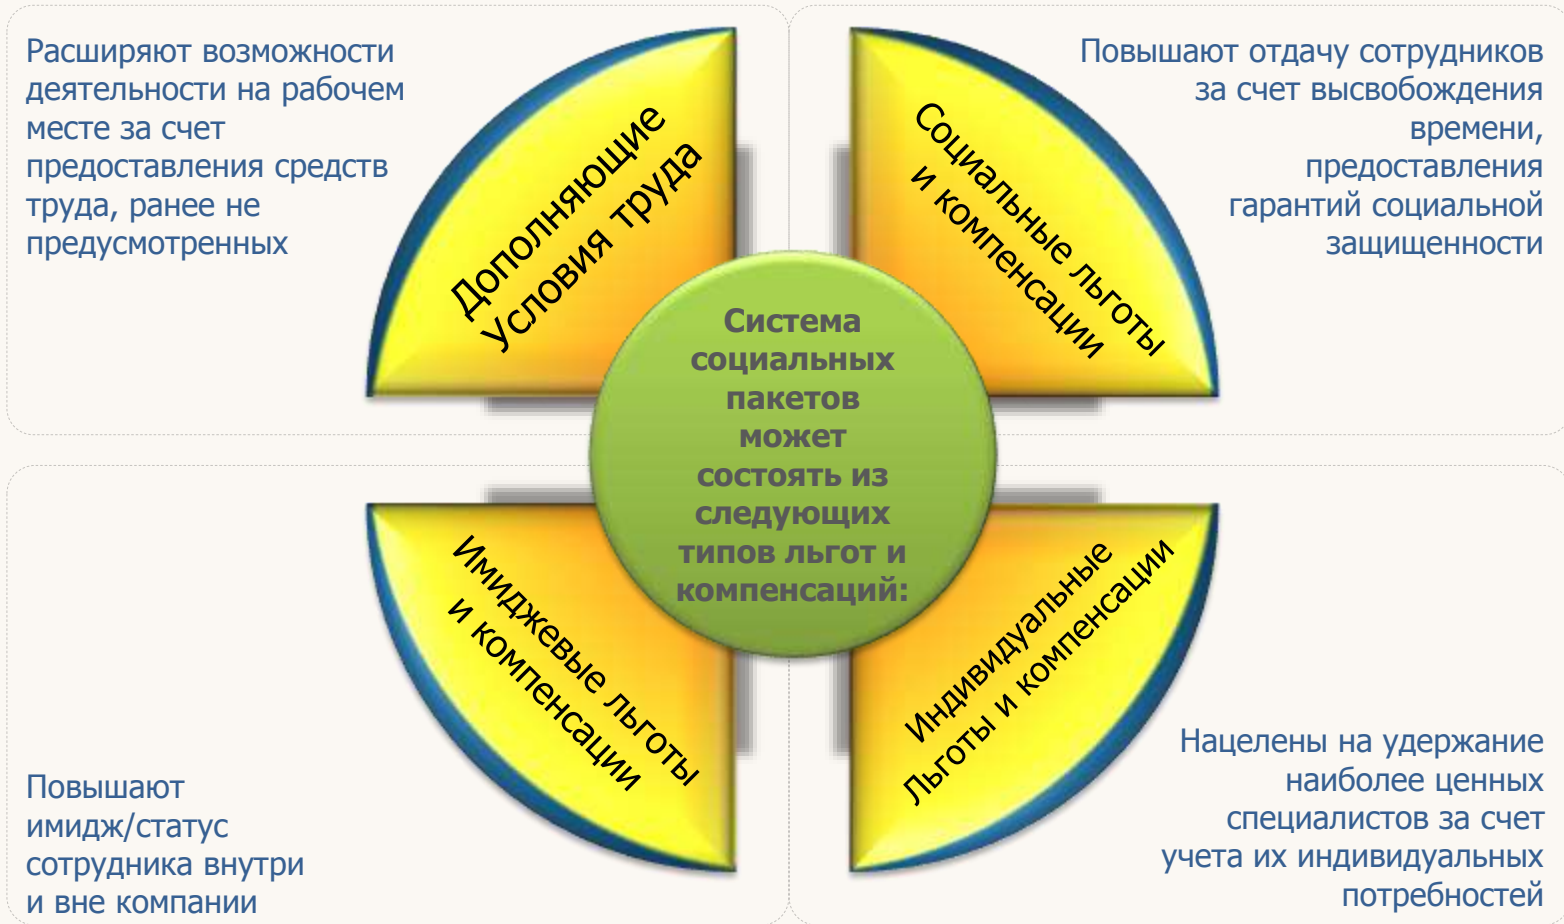 Расширяют возможности
деятельности на рабочем
месте за счет
предоставления средств
труда, ранее не
предусмотренных
Дополняющие
Условия труда
Социальные льготы
и компенсации
Повышают отдачу сотрудников
за счет высвобождения
времени,
предоставления
гарантий социальной
защищенности
Система
социальных
пакетов
может
состоять из
следующих
типов льгот и
компенсаций:
Повышают
имидж/статус
сотрудника внутри
и вне компании
Имиджевые льготы
и компенсации
Индивидуальные
Льготы и компенсации
Нацелены на удержание
наиболее ценных
специалистов за счет
учета их индивидуальных
потребностей